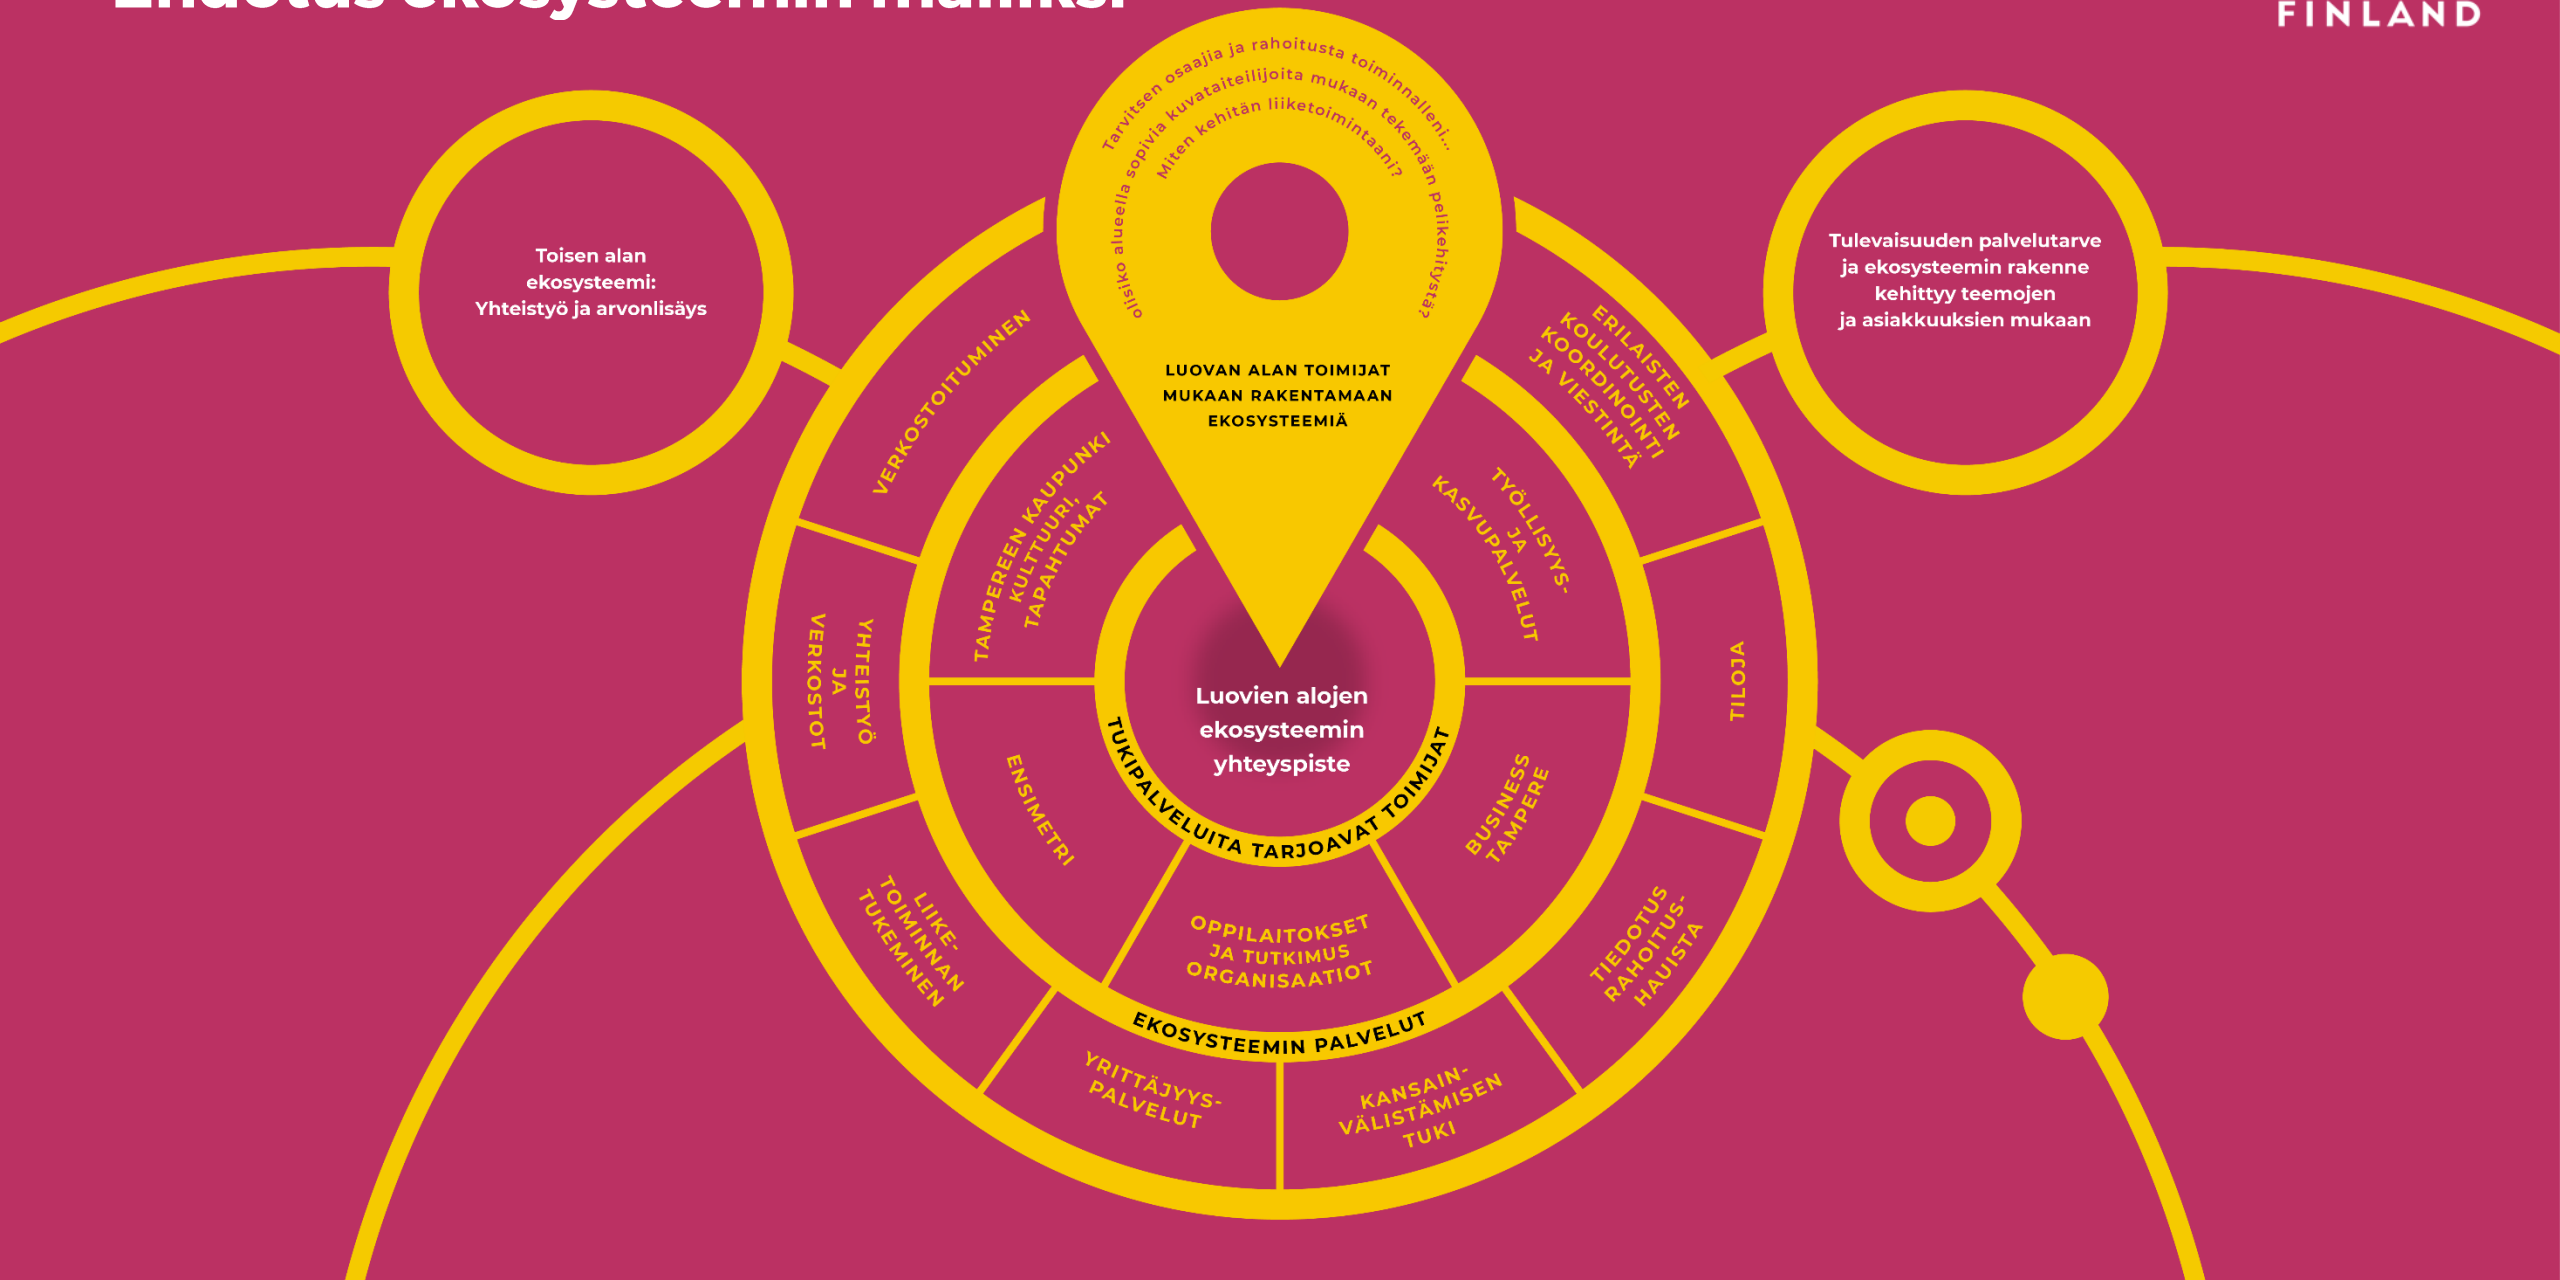 Ehdotus ekosysteemin malliksi
FINLAND
Tarvitsen osaajia ja rahoitusta toiminnalleni...
olisiko alueella sopivia kuvataiteilijoita mukaan tekemään pelikehitystä?
Miten kehitän liiketoimintaani?
LUOVAN ALAN TOIMIJAT
MUKAAN RAKENTAMAAN
EKOSYSTEEMIÄ
Toisen alan
ekosysteemi:
Yhteistyö ja arvonlisäys
Tulevaisuuden palvelutarve
ja ekosysteemin rakenne
kehittyy teemojen
ja asiakkuuksien mukaan
VERKOSTOITUMINEN
ERILAISTEN
KOULUTUSTEN
KOORDINOINTI
JA VIESTINTÄ
TAMPEREEN KAUPUNKI
KULTTUURI,
TAPAHTUMAT
TYÖLLISYYS-
JA
KASVUPALVELUT
YHTEISTYÖ
JA
VERKOSTOT
TILOJA
Luovien alojen
ekosysteemin
yhteyspiste
TUKIPALVELUITA TARJOAVAT TOIMIJAT
ENSIMETRI
BUSINESS
TAMPERE
OPPILAITOKSET
JA TUTKIMUS
ORGANISAATIOT
LIIKE-
TOIMINNAN
TUKEMINEN
TIEDOTUS
RAHOITUS-
HAUISTA
EKOSYSTEEMIN PALVELUT
YRITTÄJYYS-
PALVELUT
KANSAIN-
VÄLISTÄMISEN
TUKI